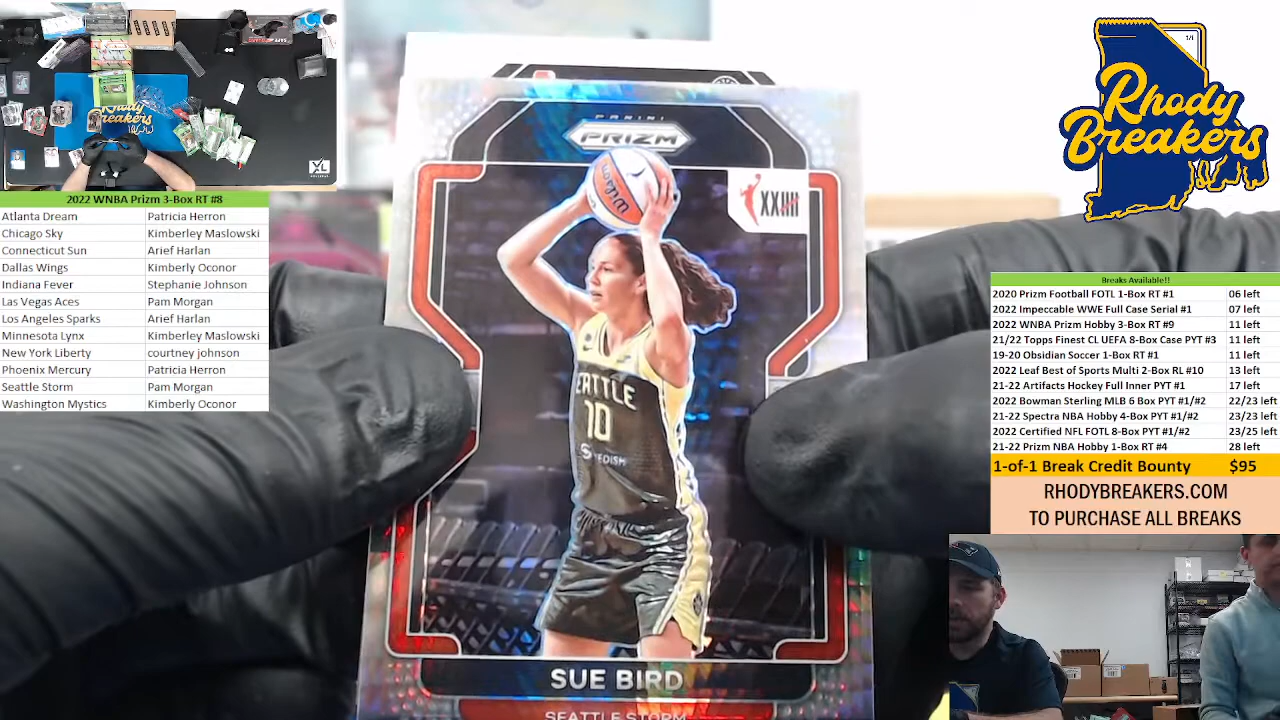 2022 WNBA Prizm 3-Box RT #8
Atlanta Dream Patricia Herron
Chicago Sky Kimberley Maslowski
Connecticut Sun Arief Harlan
Dallas Wings Kimberly Oconor
Indiana Fever Stephanie Johnson
Las Vegas Aces Pam Morgan
Los Angeles Sparks Arief Harlan
Minnesota Lynx Kimberley Maslowski
New York Liberty courtney johnson
Phoenix Mercury Patricia Herron
Seattle Storm Pam Morgan
Washington Mystics Kimberly Oconor
Rhody
Breakers
XL
PANINI
PRIZM
Wilson
XXIIIII
SEATTLE
10
SWEDISH
SUE BIRD
SEATTLE STORM
1/1
Rhody
Breakers
Breaks Available!!
2020 Prizm Football FOTL 1-Box RT #1 06 left
2022 Impeccable WWE Full Case Serial #1 07 left
2022 WNBA Prizm Hobby 3-Box RT #9 11 left
21/22 Topps Finest CL UEFA 8-Box Case PYT #3 11 left
19-20 Obsidian Soccer 1-Box RT #1 11 left
2022 Leaf Best of Sports Multi 2-Box RL #10 13 left
21-22 Artifacts Hockey Full Inner PYT #1 17 left
2022 Bowman Sterling MLB 6 Box PYT #1/#2 22/23 left
21-22 Spectra NBA Hobby 4-Box PYT #1/#2 23/23 left
2022 Certified NFL FOTL 8-Box PYT #1/#2 23/25 left
21-22 Prizm NBA Hobby 1-Box RT #4 28 left
1-of-1 Break Credit Bounty $95
RHODYBREAKERS.COM
TO PURCHASE ALL BREAKS